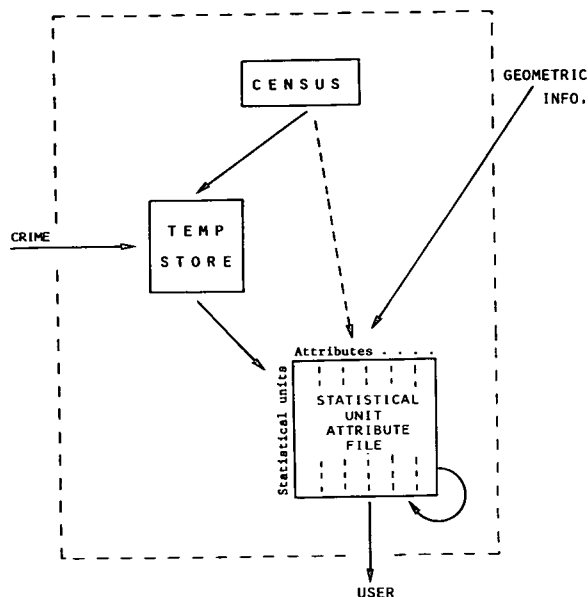 CENSUS
GEOMETRIC
INFO.
TEMP
STORE
CRIME
Attributes . . . .
Statistical units
STATISTICAL
UNIT
ATTRIBUTE
FILE
USER